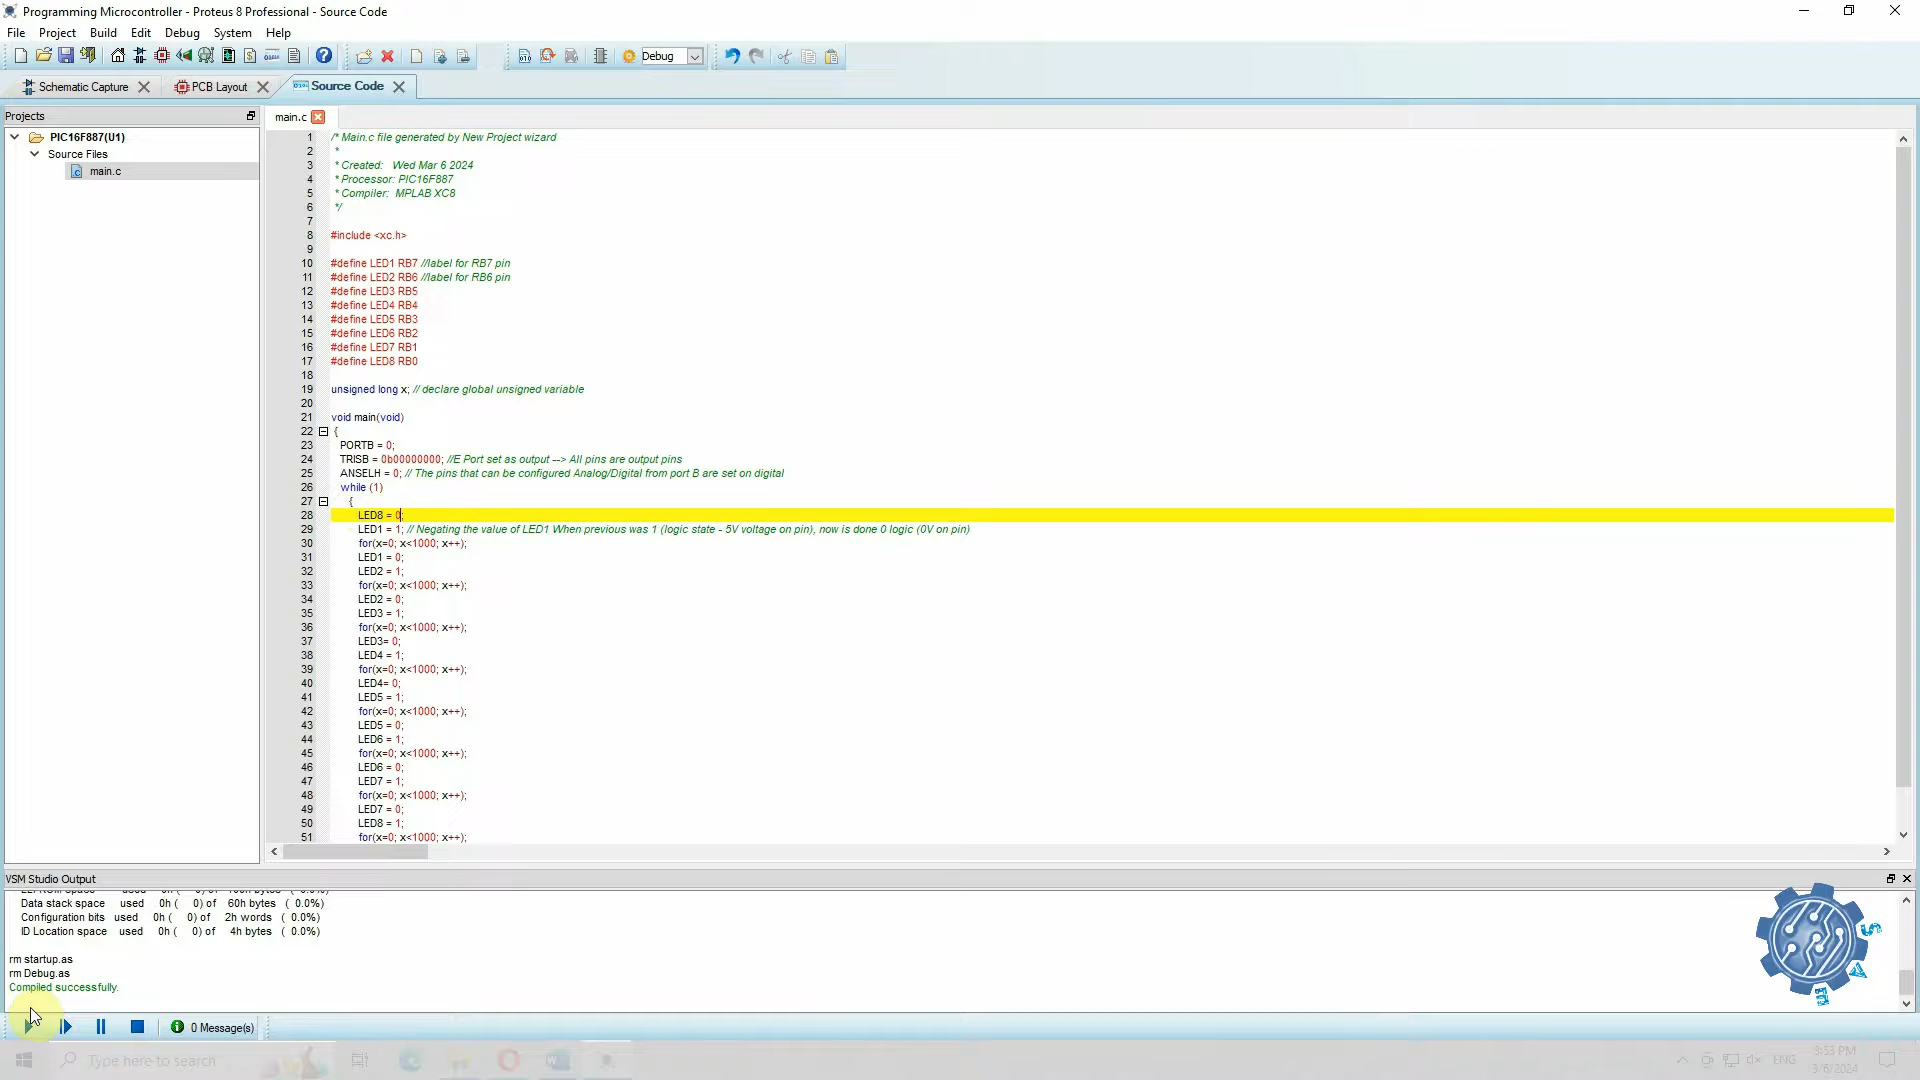 Programming Microcontroller - Proteus 8 Professional - Source Code
File Project Build Edit Debug System Help
Debug
Schematic Capture PCB Layout Source Code
Projects
PIC16F887(U1)
Source Files
main.c
main.c
1 /* Main.c file generated by New Project wizard
2 *
3 * Created: Wed Mar 6 2024
4 * Processor: PIC16F887
5 * Compiler: MPLAB XC8
6 */
7
8 #include <xc.h>
9
10 #define LED1 RB7 //label for RB7 pin
11 #define LED2 RB6 //label for RB6 pin
12 #define LED3 RB5
13 #define LED4 RB4
14 #define LED5 RB3
15 #define LED6 RB2
16 #define LED7 RB1
17 #define LED8 RB0
18
19 unsigned long x; // declare global unsigned variable
20
21 void main(void)
22 {
23 PORTB = 0;
24 TRISB = 0b00000000; //E Port set as output --> All pins are output pins
25 ANSELH = 0; // The pins that can be configured Analog/Digital from port B are set on digital
26 while (1)
27 {
28 LED8 = 0;
29 LED1 = 1; // Negating the value of LED1 When previous was 1 (logic state - 5V voltage on pin), now is done 0 logic (0V on pin)
30 for(x=0; x<1000; x++);
31 LED1 = 0;
32 LED2 = 1;
33 for(x=0; x<1000; x++);
34 LED2 = 0;
35 LED3 = 1;
36 for(x=0; x<1000; x++);
37 LED3= 0;
38 LED4 = 1;
39 for(x=0; x<1000; x++);
40 LED4= 0;
41 LED5 = 1;
42 for(x=0; x<1000; x++);
43 LED5 = 0;
44 LED6 = 1;
45 for(x=0; x<1000; x++);
46 LED6 = 0;
47 LED7 = 1;
48 for(x=0; x<1000; x++);
49 LED7 = 0;
50 LED8 = 1;
51 for(x=0; x<1000; x++);
VSM Studio Output
Data stack space used 0h ( 0) of 60h bytes ( 0.0%)
Configuration bits used 0h ( 0) of 2h words ( 0.0%)
ID Location space used 0h ( 0) of 4h bytes ( 0.0%)
rm startup.as
rm Debug.as
Compiled successfully.
0 Message(s)
Type here to search
ENG
3:53 PM
3/6/2024